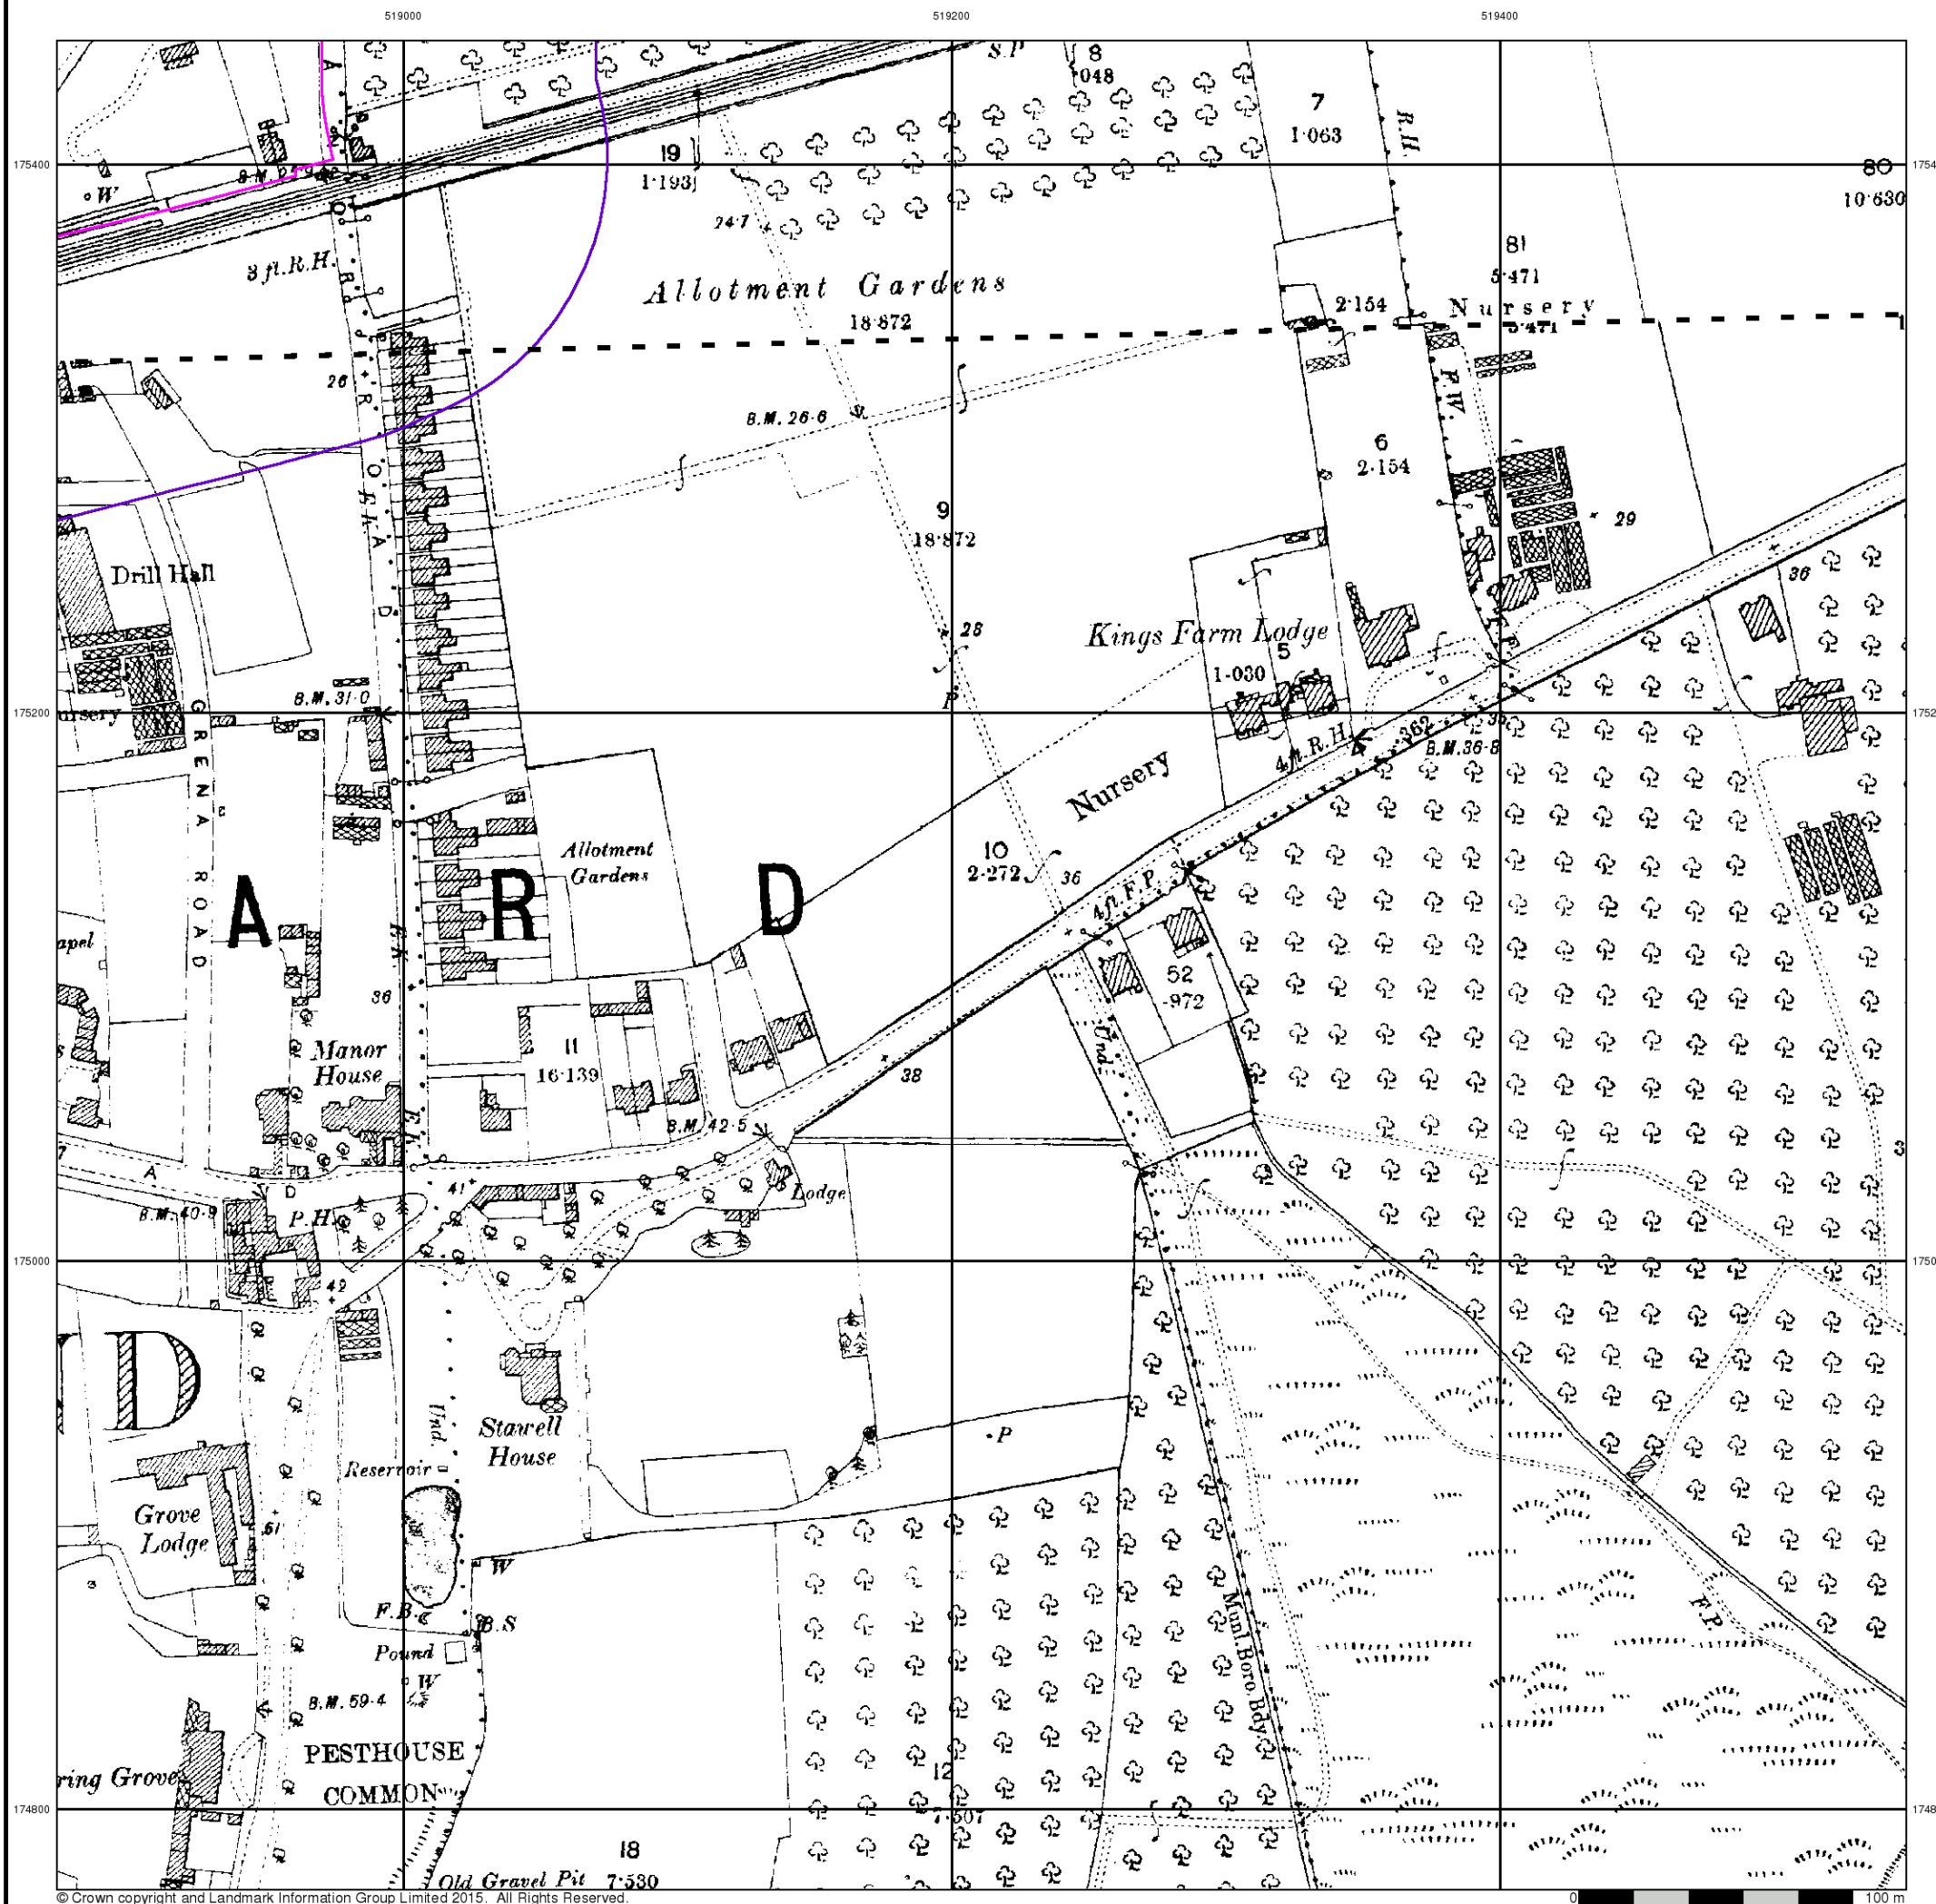 519000
519200
519400
S.P
8
·048
7
1·063
R.H.
19
1·193
175400
B.M.
W
80
10·630
24·7
3 ft. R.H.
81
5·471
Nursery
5·471
Allotment Gardens
18·872
2·154
26
B.M. 26·6
F.W.
6
2·154
9
18·872
29
Drill Hall
36
28
Kings Farm Lodge
5
1·030
B.M. 31·0
P
175200
GRENA ROAD
4 ft. R.H.
·362
B.M. 36·8
Nursery
Allotment
Gardens
10
2·272
36
4 ft. F.P.
A R D
F.K.
52
·972
36
Und.
Manor
House
11
16·139
38
F.K.
B.M. 42·5
A
D
41
Lodge
B.M. 40·9
P.H.
175000
42
D
Und.
Stawell
House
P
Reservoir
Grove
Lodge
51
W
F.B.
B.S
Pound
W
F.P.
Munl. Boro. Bdy.
B.M. 59·4
PESTHOUSE
COMMON
ring Grove
12
7·507
174800
18
Old Gravel Pit 7·530
© Crown copyright and Landmark Information Group Limited 2015. All Rights Reserved.
0 100 m